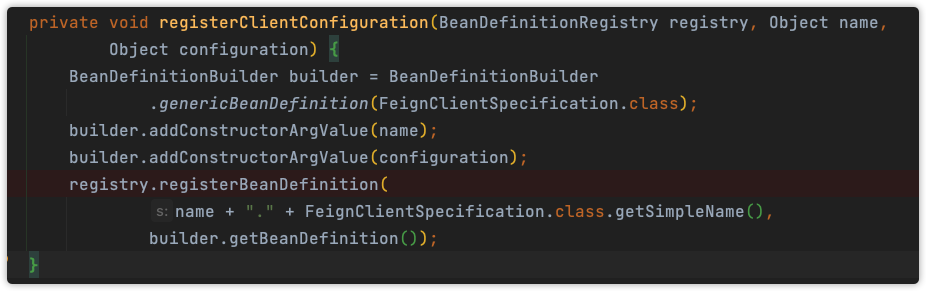 private void registerClientConfiguration(BeanDefinitionRegistry registry, Object name,
        Object configuration) {
    BeanDefinitionBuilder builder = BeanDefinitionBuilder
            .genericBeanDefinition(FeignClientSpecification.class);
    builder.addConstructorArgValue(name);
    builder.addConstructorArgValue(configuration);
    registry.registerBeanDefinition(
            s: name + "." + FeignClientSpecification.class.getSimpleName(),
            builder.getBeanDefinition());
}